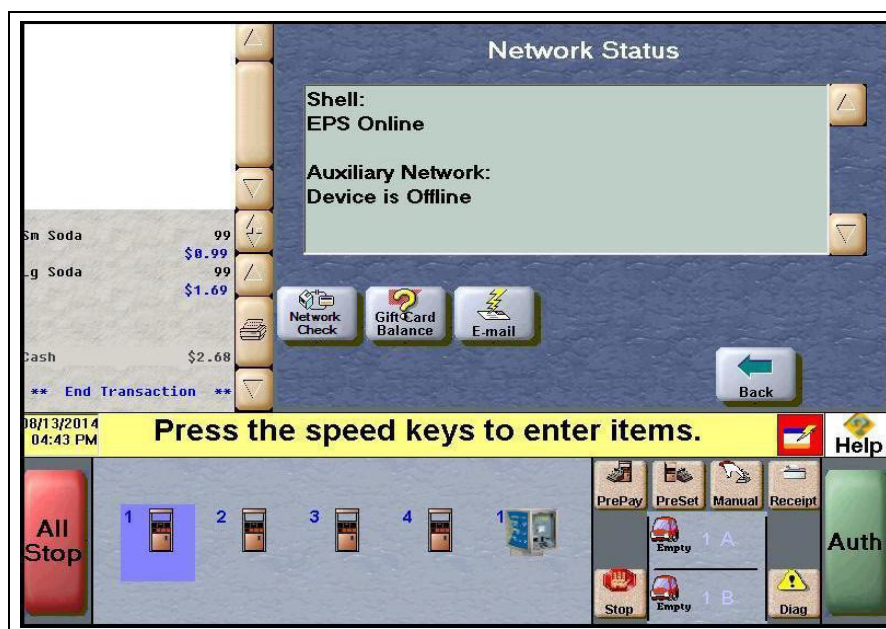 Network Status
Shell:
EPS Online
Auxiliary Network:
Device is Offline
Sm Soda 99
$0.99
Lg Soda 99
$1.69
Cash $2.68
** End Transaction **
Network
Check
Gift Card
Balance
E-mail
Back
08/13/2014
04:43 PM
Press the speed keys to enter items.
Help
All
Stop
1
2
3
4
1
PrePay
PreSet
Manual
Receipt
Empty 1 A
Empty 1 B
Stop
Diag
Auth